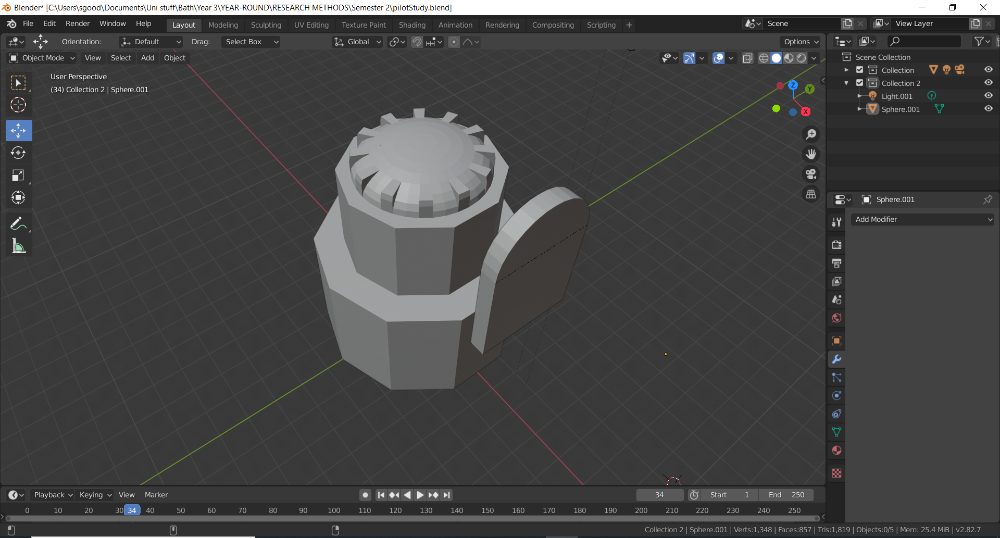 Blender* [C:\Users\sgood\Documents\Uni stuff\Bath\Year 3\YEAR-ROUND\RESEARCH METHODS\Semester 2\pilotStudy.blend]
File Edit Render Window Help Layout Modeling Sculpting UV Editing Texture Paint Shading Animation Rendering Compositing Scripting + Scene View Layer
Orientation: Default Drag: Select Box Global Options
Object Mode View Select Add Object
User Perspective
(34) Collection 2 | Sphere.001
Z
Y
X
Scene Collection
Collection
Collection 2
Light.001
Sphere.001
Sphere.001
Add Modifier
Playback Keying View Marker 34 Start 1 End 250
0 10 20 30 34 40 50 60 70 80 90 100 110 120 130 140 150 160 170 180 190 200 210 220 230 240 250
Collection 2 | Sphere.001 | Verts:1,348 | Faces:857 | Tris:1,819 | Objects:0/5 | Mem: 25.4 MiB | v2.82.7